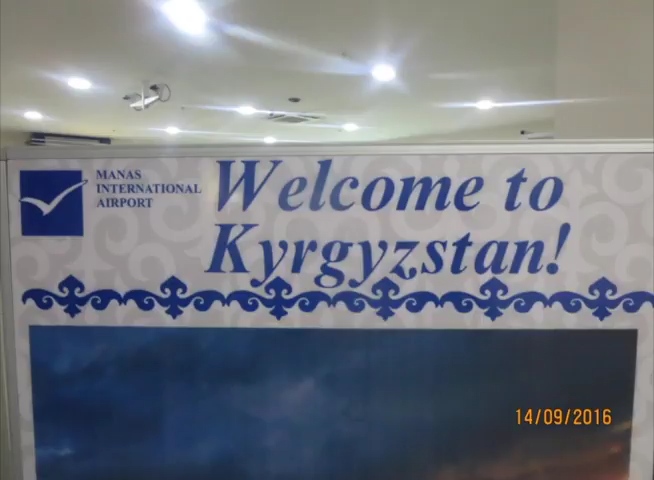 MANAS
INTERNATIONAL
AIRPORT
Welcome to
Kyrgyzstan!
14/09/2016